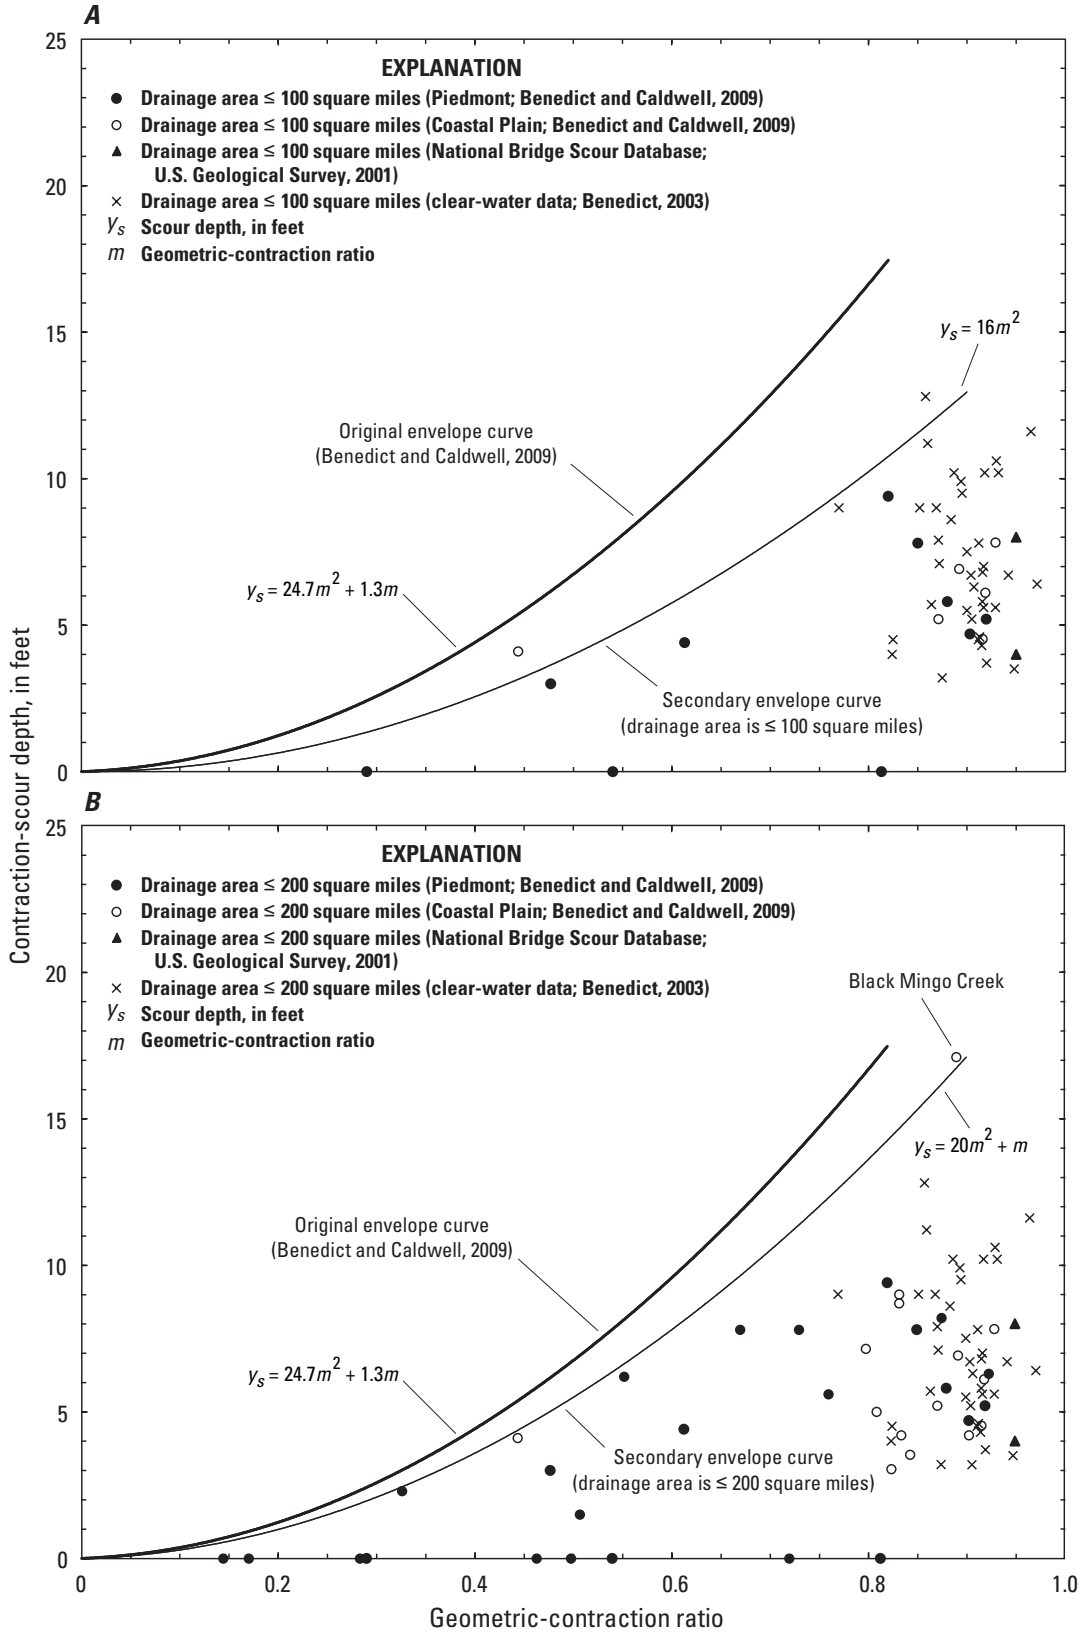 A
25
20
15
10
5
0
EXPLANATION
Drainage area ≤ 100 square miles (Piedmont; Benedict and Caldwell, 2009)
Drainage area ≤ 100 square miles (Coastal Plain; Benedict and Caldwell, 2009)
Drainage area ≤ 100 square miles (National Bridge Scour Database;
U.S. Geological Survey, 2001)
Drainage area ≤ 100 square miles (clear-water data; Benedict, 2003)
yₛ Scour depth, in feet
m Geometric-contraction ratio
yₛ = 16m²
Original envelope curve
(Benedict and Caldwell, 2009)
yₛ = 24.7m² + 1.3m
Secondary envelope curve
(drainage area is ≤ 100 square miles)
Contraction-scour depth, in feet
B
25
20
15
10
5
0
EXPLANATION
Drainage area ≤ 200 square miles (Piedmont; Benedict and Caldwell, 2009)
Drainage area ≤ 200 square miles (Coastal Plain; Benedict and Caldwell, 2009)
Drainage area ≤ 200 square miles (National Bridge Scour Database;
U.S. Geological Survey, 2001)
Drainage area ≤ 200 square miles (clear-water data; Benedict, 2003)
yₛ Scour depth, in feet
m Geometric-contraction ratio
Black Mingo Creek
yₛ = 20m² + m
Original envelope curve
(Benedict and Caldwell, 2009)
yₛ = 24.7m² + 1.3m
Secondary envelope curve
(drainage area is ≤ 200 square miles)
0 0.2 0.4 0.6 0.8 1.0
Geometric-contraction ratio